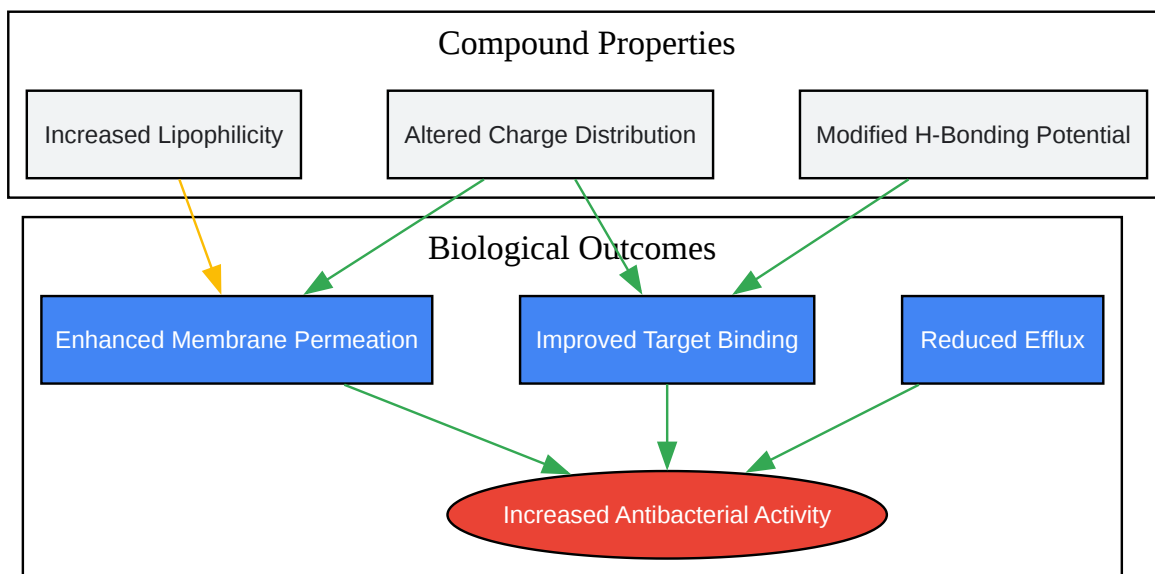 Compound Properties
Increased Lipophilicity
Altered Charge Distribution
Modified H-Bonding Potential
Biological Outcomes
Enhanced Membrane Permeation
Improved Target Binding
Reduced Efflux
Increased Antibacterial Activity